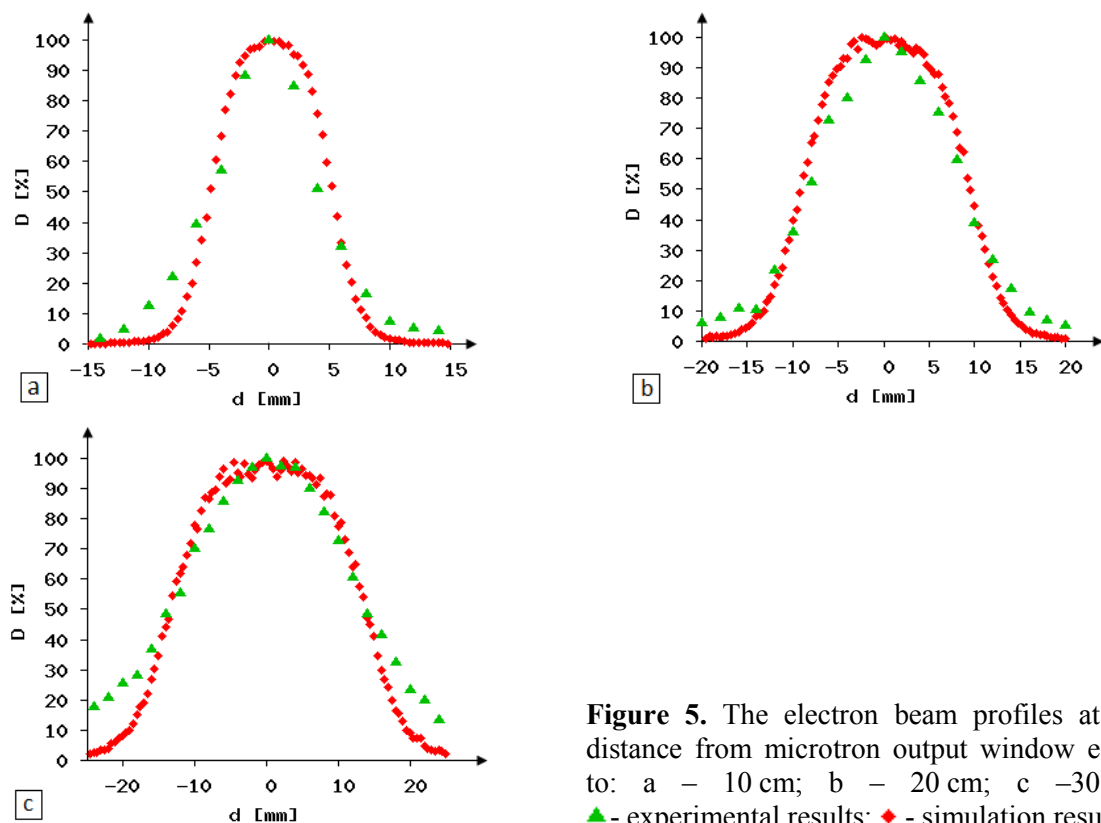 100
90
80
70
60
50
40
30
20
10
0
D [%]
−15 −10 −5 0 5 10 15
d [mm]
a
100
90
80
70
60
50
40
30
20
10
0
D [%]
−20 −15 −10 −5 0 5 10 15 20
d [mm]
b
100
90
80
70
60
50
40
30
20
10
0
D [%]
−20 −10 0 10 20
d [mm]
c
Figure 5. The electron beam profiles at
distance from microtron output window e
to: a – 10 cm; b – 20 cm; c –30
- experimental results; - simulation resu